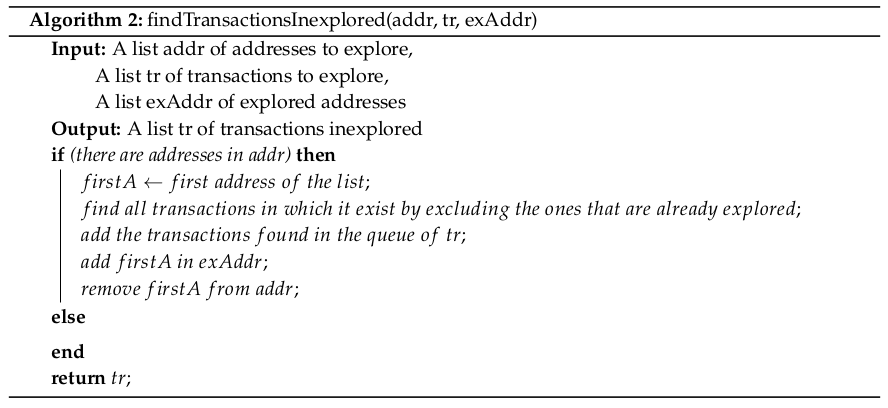 Algorithm 2: findTransactionsInexplored(addr, tr, exAddr)
Input: A list addr of addresses to explore,
A list tr of transactions to explore,
A list exAddr of explored addresses
Output: A list tr of transactions inexplored
if (there are addresses in addr) then
firstA ← first address of the list;
find all transactions in which it exist by excluding the ones that are already explored;
add the transactions found in the queue of tr;
add firstA in exAddr;
remove firstA from addr;
else
end
return tr;